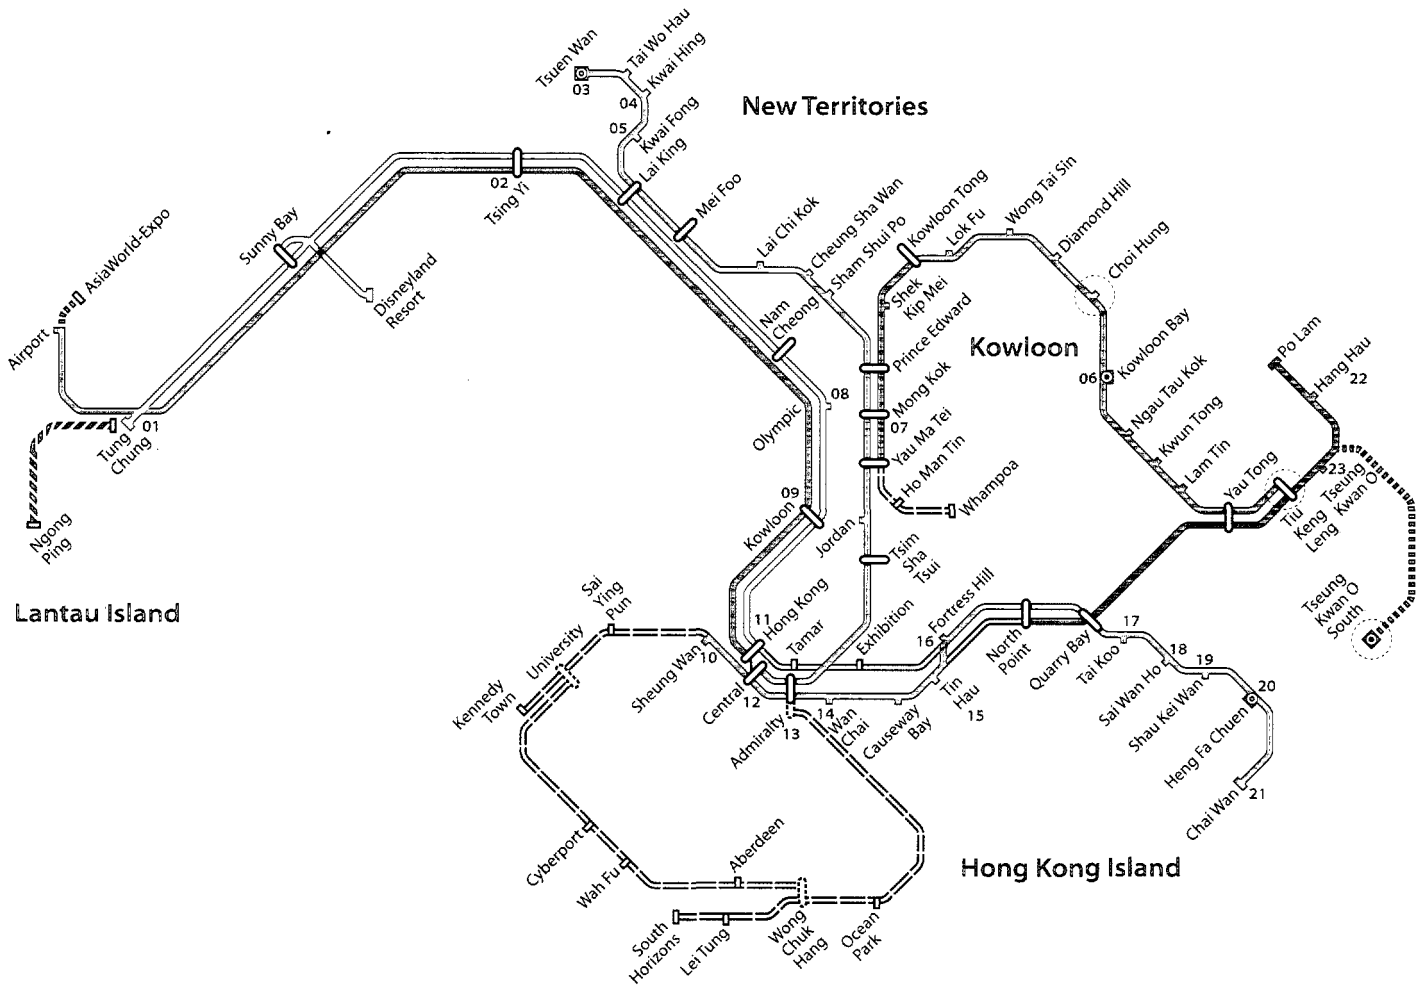 Tsuen Wan
03
Tai Wo Hau
04
Kwai Hing
05
Kwai Fong
Lai King
New Territories
02
Tsing Yi
Mei Foo
Lai Chi Kok
Cheung Sha Wan
Sham Shui Po
Kowloon Tong
Lok Fu
Wong Tai Sin
Diamond Hill
Choi Hung
Sunny Bay
AsiaWorld-Expo
Airport
Disneyland
Resort
Nam
Cheong
Shek
Kip Mei
Prince Edward
Kowloon
06
Kowloon Bay
Po Lam
Hang Hau
22
Tung
Chung
01
Olympic
08
Mong Kok
07
Yau Ma Tei
Ho Man Tin
Whampoa
Ngau Tau Kok
Kwun Tong
Lam Tin
Yau Tong
Tiu
Keng
Leng
23
Tseung
Kwan O
Ngong
Ping
09
Kowloon
Jordan
Tsim
Sha
Tsui
Lantau Island
Sai
Ying
Pun
University
Kennedy
Town
Sheung Wan
10
11
Hong Kong
Tamar
Exhibition
16
Fortress Hill
North
Point
Quarry Bay
17
Tai Koo
18
Sai Wan Ho
19
Shau Kei Wan
20
Heng Fa Chuen
Chai Wan
21
Tseung
Kwan O
South
Central
12
Admiralty
13
14
Wan
Chai
Causeway
Bay
Tin
Hau
15
Cyberport
Wah Fu
Aberdeen
Hong Kong Island
South
Horizons
Lei Tung
Wong
Chuk
Hang
Ocean
Park